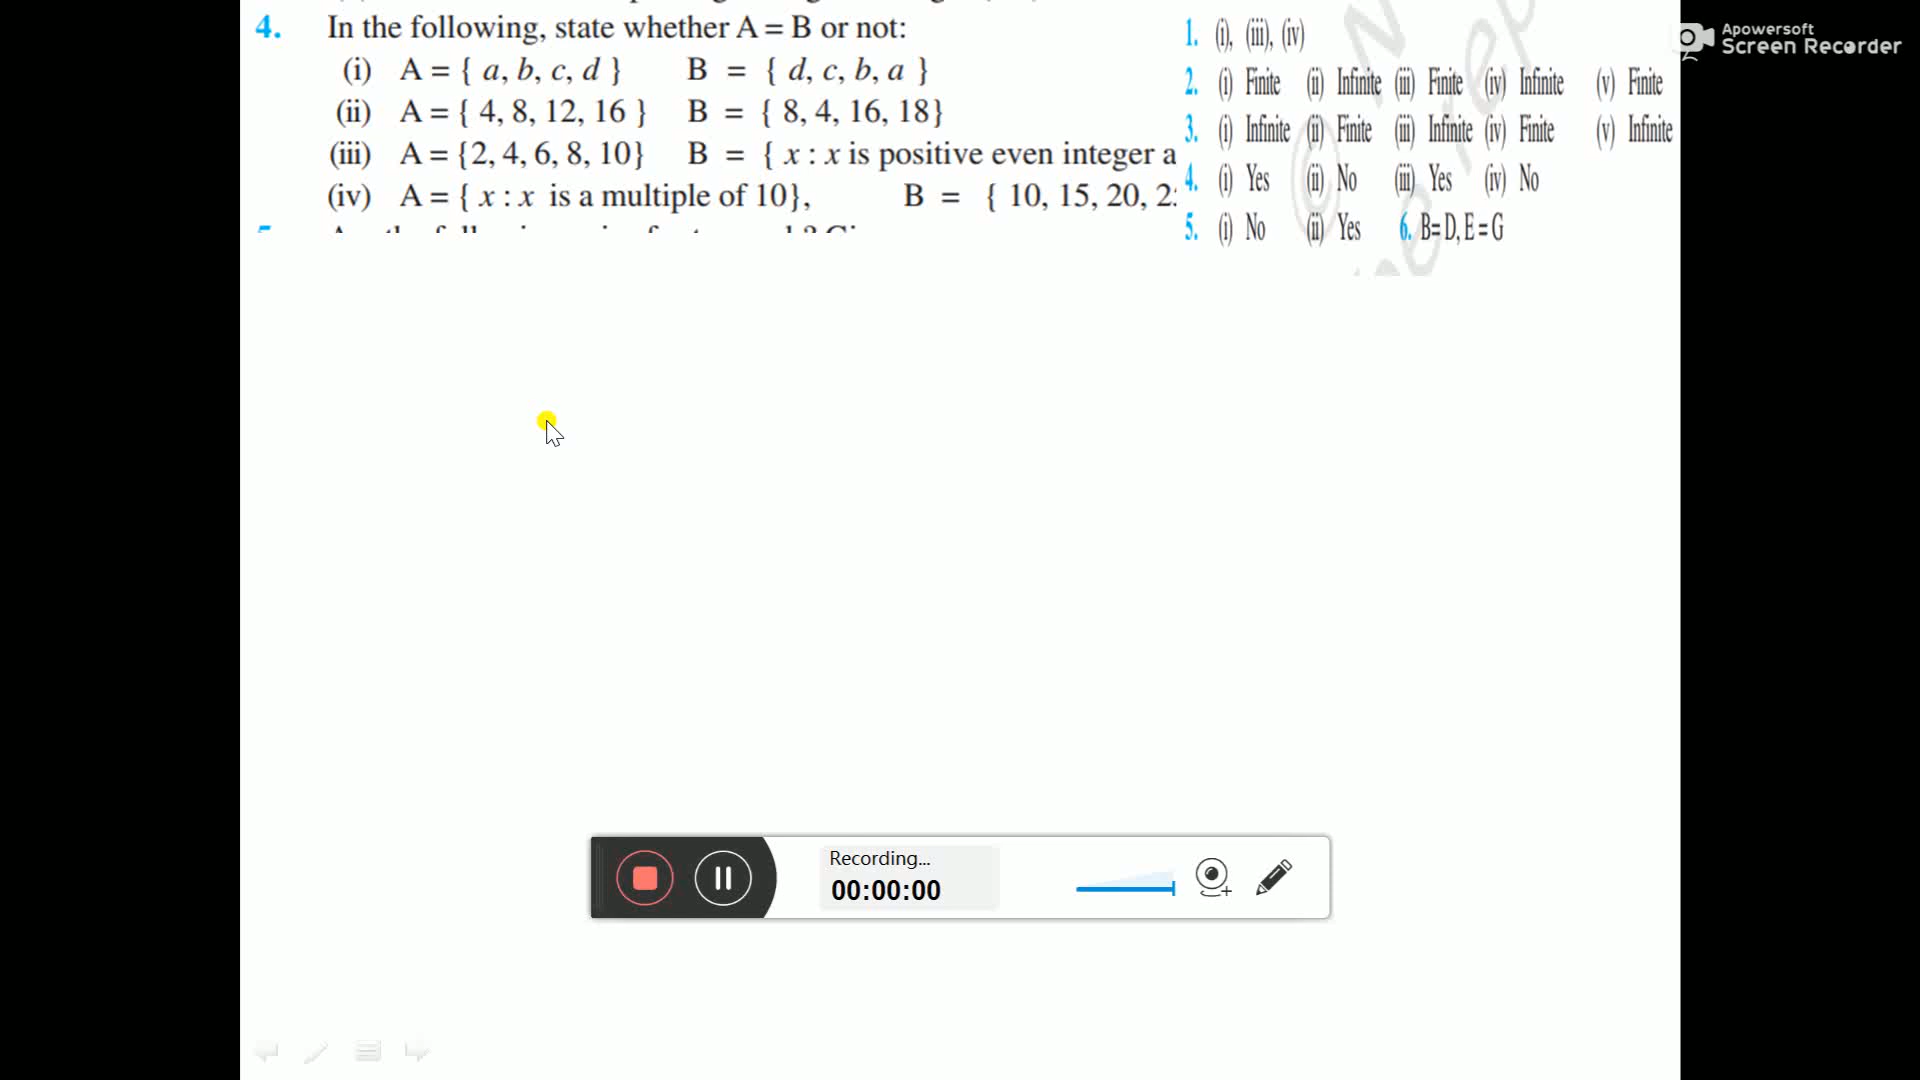 4. In the following, state whether A = B or not:
(i) A = { a, b, c, d } B = { d, c, b, a }
(ii) A = { 4, 8, 12, 16 } B = { 8, 4, 16, 18}
(iii) A = {2, 4, 6, 8, 10} B = { x : x is positive even integer a
(iv) A = { x : x is a multiple of 10}, B = { 10, 15, 20, 2
1. (i), (iii), (iv)
2. (i) Finite (ii) Infinite (iii) Finite (iv) Infinite (v) Finite
3. (i) Infinite (ii) Finite (iii) Infinite (iv) Finite (v) Infinite
4. (i) Yes (ii) No (iii) Yes (iv) No
5. (i) No (ii) Yes 6. B= D, E = G
Apowersoft
Screen Recorder
Recording...
00:00:00